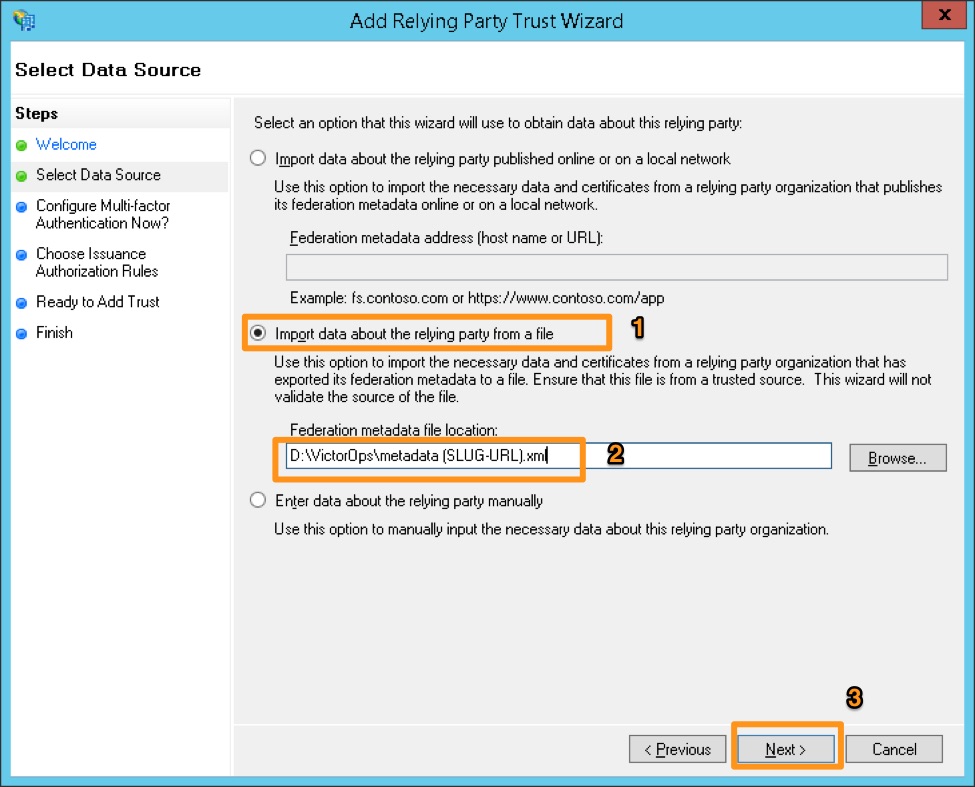 Add Relying Party Trust Wizard
X
Select Data Source
Steps
Welcome
Select Data Source
Configure Multi-factor
Authentication Now?
Choose Issuance
Authorization Rules
Ready to Add Trust
Finish
Select an option that this wizard will use to obtain data about this relying party:
Import data about the relying party published online or on a local network
Use this option to import the necessary data and certificates from a relying party organization that publishes
its federation metadata online or on a local network.
Federation metadata address (host name or URL):
Example: fs.contoso.com or https://www.contoso.com/app
Import data about the relying party from a file
1
Use this option to import the necessary data and certificates from a relying party organization that has
exported its federation metadata to a file. Ensure that this file is from a trusted source. This wizard will not
validate the source of the file.
Federation metadata file location:
D:\VictorOps\metadata (SLUG-URL).xml
2
Browse...
Enter data about the relying party manually
Use this option to manually input the necessary data about this relying party organization.
3
< Previous
Next >
Cancel